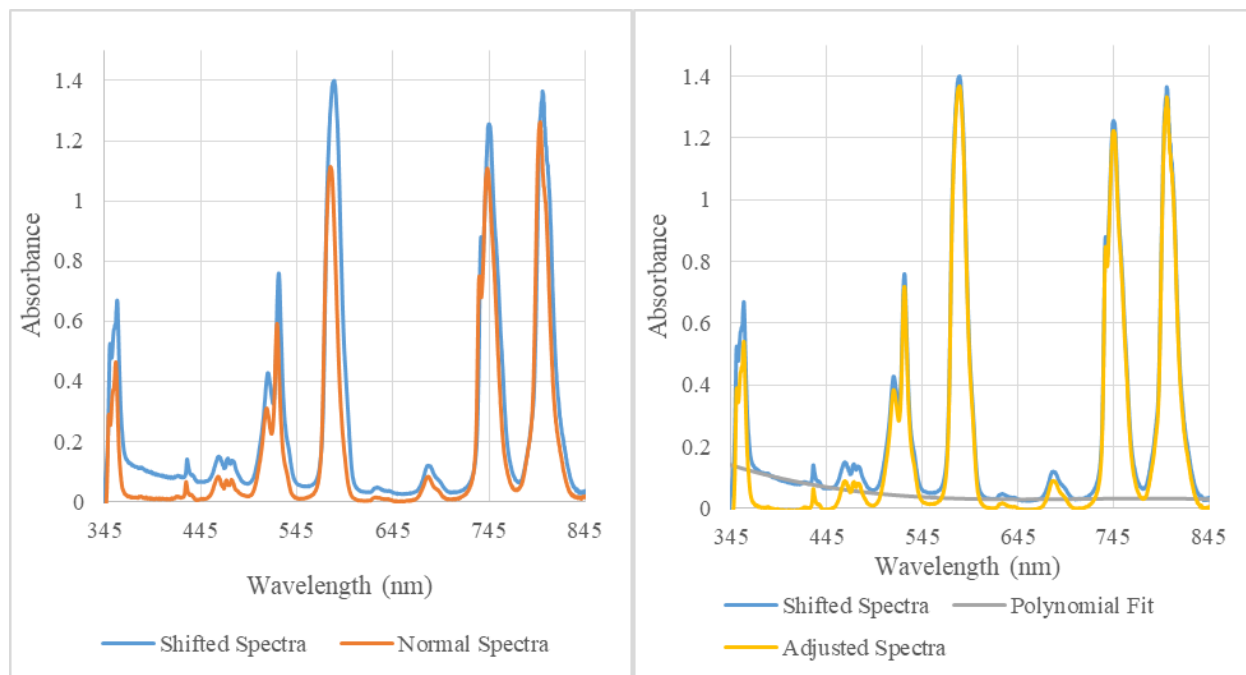 1.4
1.2
1
0.8
0.6
0.4
0.2
0
Absorbance
345 445 545 645 745 845
Wavelength (nm)
Shifted Spectra Normal Spectra
1.4
1.2
1
0.8
0.6
0.4
0.2
0
Absorbance
345 445 545 645 745 845
Wavelength (nm)
Shifted Spectra Polynomial Fit
Adjusted Spectra